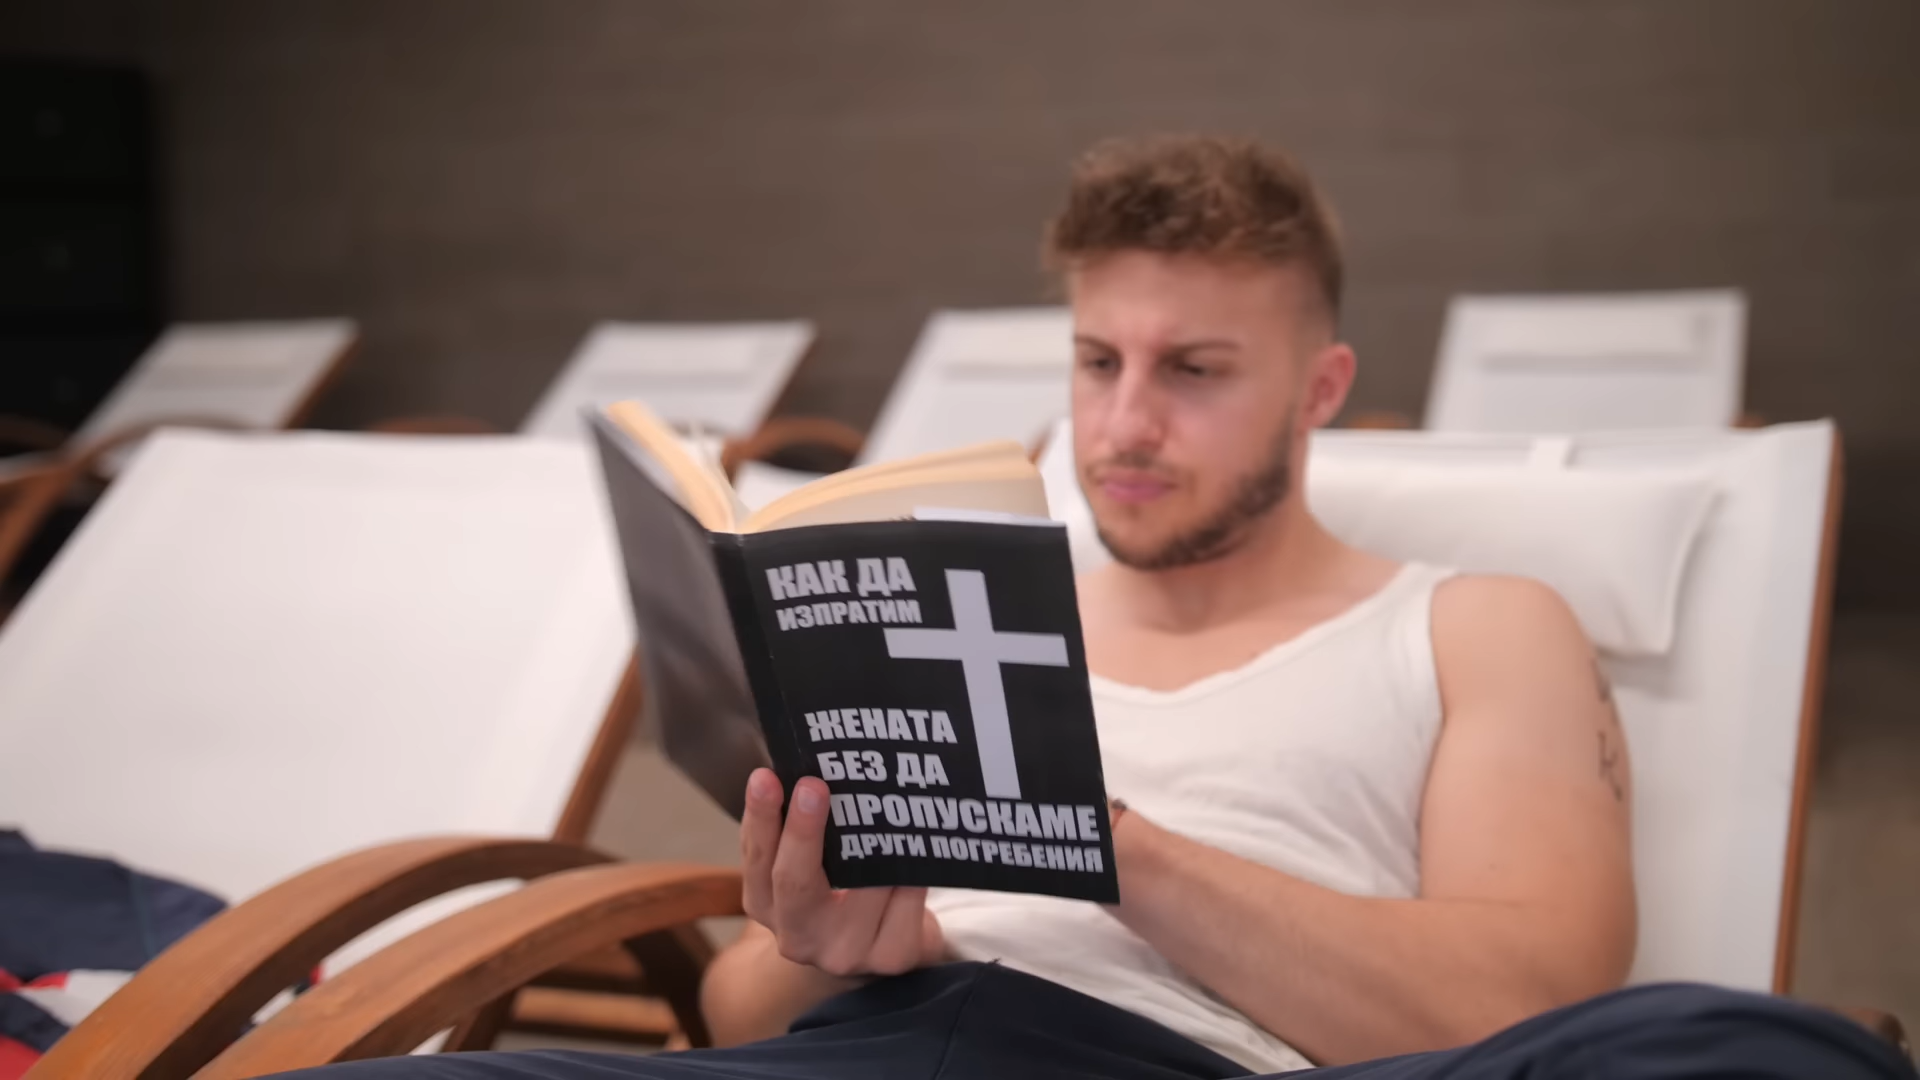 КАК ДА
ИЗПРАТИМ
ЖЕНАТА
БЕЗ ДА
ПРОПУСКАМЕ
ДРУГИ ПОГРЕБЕНИЯ